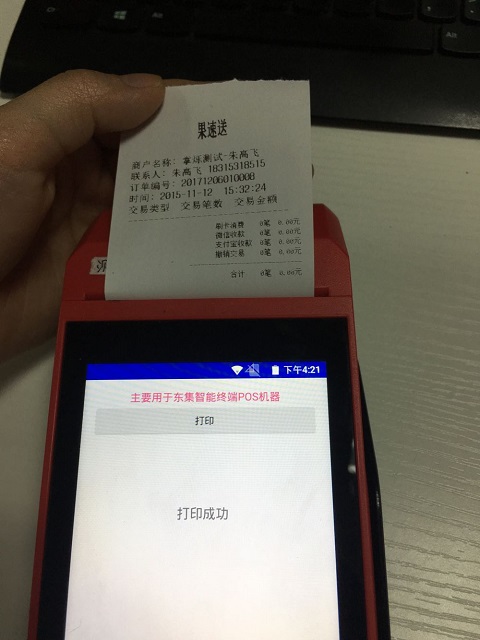 果速送
商户名称: 拿烁测试-朱高飞
联系人: 朱高飞 18315318515
订单编号: 20171206010008
时间: 2015-11-12 15:32:24
交易类型 交易笔数 交易金额
刷卡消费 0笔 0.00元
微信收款 0笔 0.00元
支付宝收款 0笔 0.00元
撤销交易 0笔 0.00元
合计 0笔 0.00元
下午4:21
主要用于东集智能终端POS机器
打印
打印成功